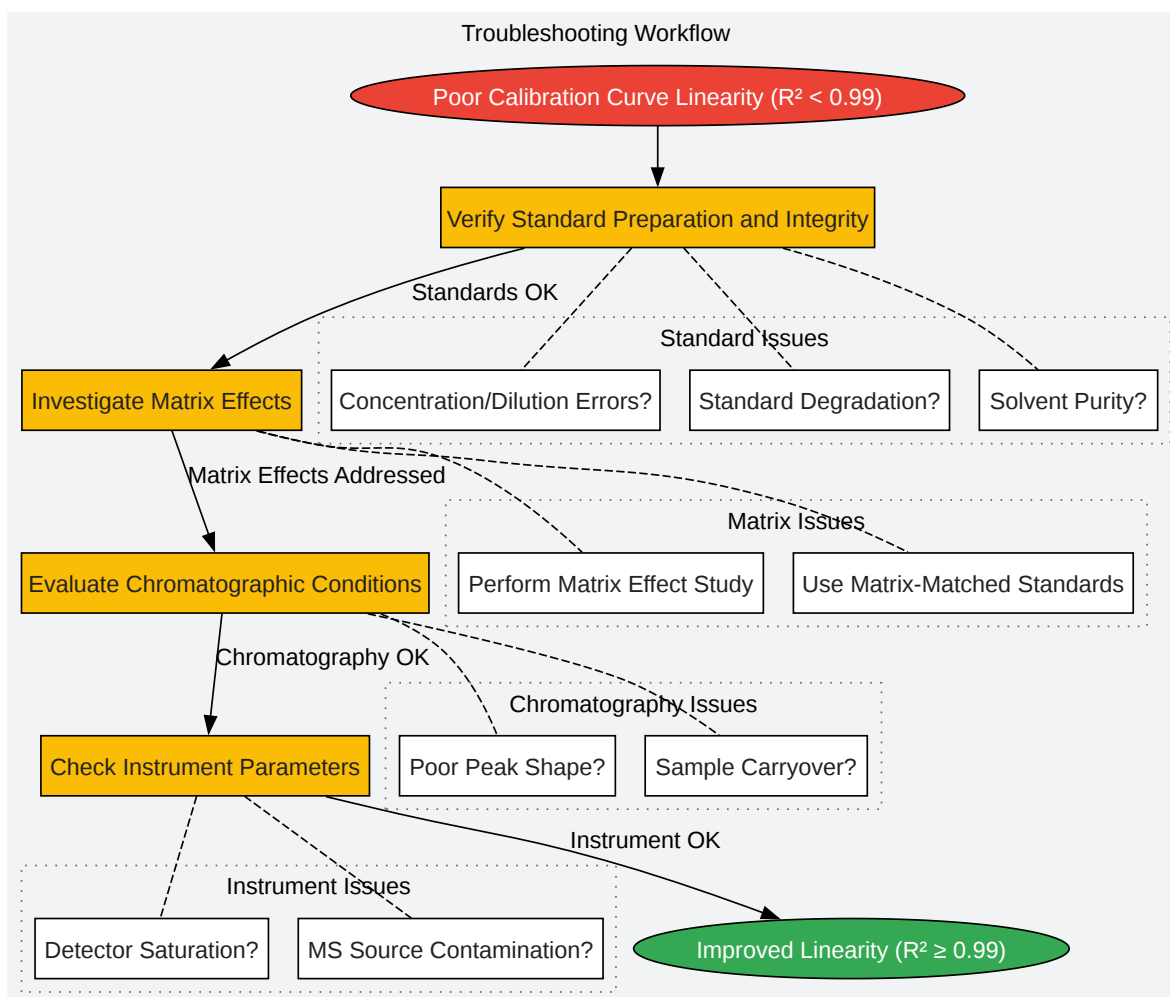 Troubleshooting Workflow
Poor Calibration Curve Linearity (R² < 0.99)
Verify Standard Preparation and Integrity
Standards OK
Standard Issues
Investigate Matrix Effects
Concentration/Dilution Errors?
Standard Degradation?
Solvent Purity?
Matrix Effects Addressed
Matrix Issues
Evaluate Chromatographic Conditions
Perform Matrix Effect Study
Use Matrix-Matched Standards
Chromatography OK
Chromatography Issues
Check Instrument Parameters
Poor Peak Shape?
Sample Carryover?
Instrument OK
Instrument Issues
Detector Saturation?
MS Source Contamination?
Improved Linearity (R² ≥ 0.99)